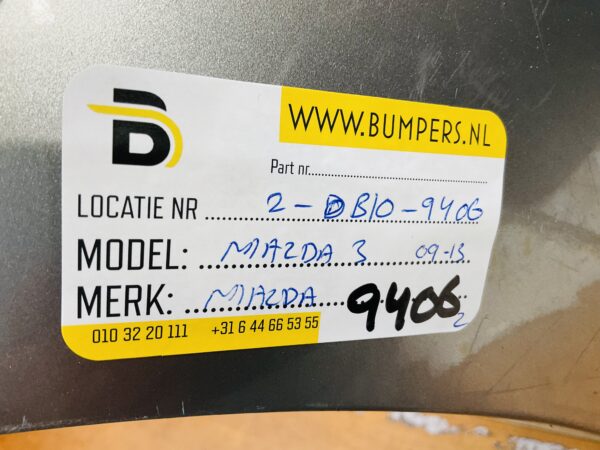 WWW.BUMPERS.NL
Part nr
LOCATIE NR 2-DB10-9406
MODEL: MAZDA 3 09-13
MERK: MAZDA 9406
2
010 32 20 111 +31 6 44 66 53 55